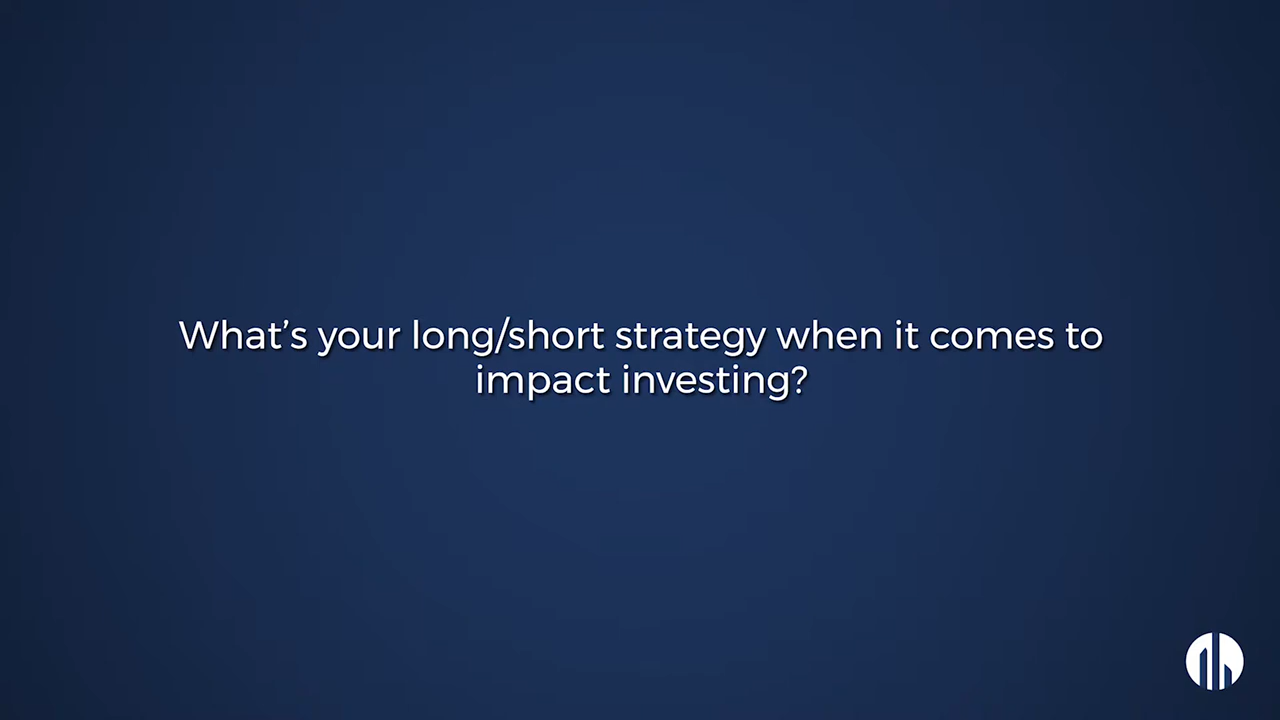 What’s your long/short strategy when it comes to
impact investing?